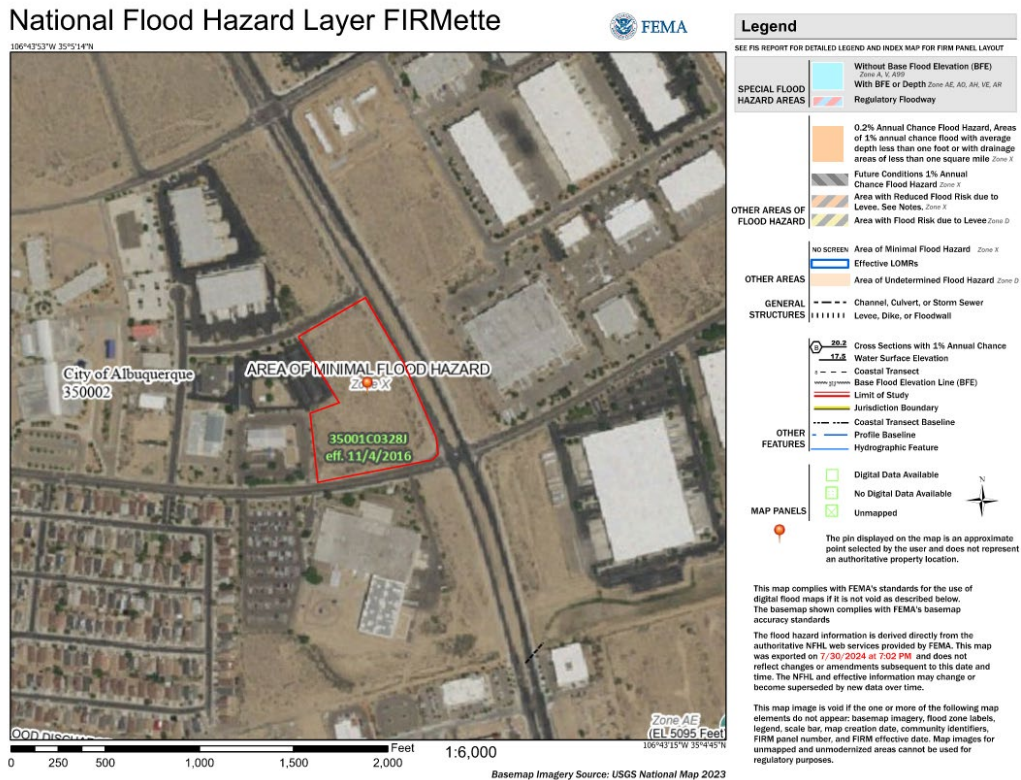 National Flood Hazard Layer FIRMette
FEMA
106°43'53"W 35°5'14"N
AREA OF MINIMAL FLOOD HAZARD
Zone X
City of Albuquerque
350002
35001C0328J
eff. 11/4/2016
OOD DISCHAR
Zone AE
(EL 5095 Feet)
106°43'15"W 35°4'45"N
0 250 500 1,000 1,500 2,000
Feet
1:6,000
Basemap Imagery Source: USGS National Map 2023
Legend
SEE FIS REPORT FOR DETAILED LEGEND AND INDEX MAP FOR FIRM PANEL LAYOUT
SPECIAL FLOOD
HAZARD AREAS
Without Base Flood Elevation (BFE)
Zone A, V, A99
With BFE or Depth Zone AE, AO, AH, VE, AR
Regulatory Floodway
OTHER AREAS OF
FLOOD HAZARD
0.2% Annual Chance Flood Hazard, Areas
of 1% annual chance flood with average
depth less than one foot or with drainage
areas of less than one square mile Zone X
Future Conditions 1% Annual
Chance Flood Hazard Zone X
Area with Reduced Flood Risk due to
Levee. See Notes. Zone X
Area with Flood Risk due to Levee Zone D
OTHER AREAS
NO SCREEN Area of Minimal Flood Hazard Zone X
Effective LOMRs
Area of Undetermined Flood Hazard Zone D
GENERAL
STRUCTURES
Channel, Culvert, or Storm Sewer
Levee, Dike, or Floodwall
OTHER
FEATURES
B 20.2 Cross Sections with 1% Annual Chance
17.5 Water Surface Elevation
Coastal Transect
Base Flood Elevation Line (BFE)
Limit of Study
Jurisdiction Boundary
Coastal Transect Baseline
Profile Baseline
Hydrographic Feature
MAP PANELS
Digital Data Available
No Digital Data Available
Unmapped
N
The pin displayed on the map is an approximate
point selected by the user and does not represent
an authoritative property location.
This map complies with FEMA's standards for the use of
digital flood maps if it is not void as described below.
The basemap shown complies with FEMA's basemap
accuracy standards
The flood hazard information is derived directly from the
authoritative NFHL web services provided by FEMA. This map
was exported on 7/30/2024 at 7:02 PM and does not
reflect changes or amendments subsequent to this date and
time. The NFHL and effective information may change or
become superseded by new data over time.
This map image is void if the one or more of the following map
elements do not appear: basemap imagery, flood zone labels,
legend, scale bar, map creation date, community identifiers,
FIRM panel number, and FIRM effective date. Map images for
unmapped and unmodernized areas cannot be used for
regulatory purposes.